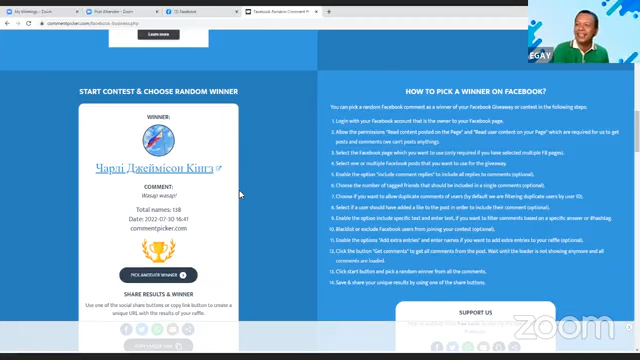 My Meetings - Zoom
Post Attendee - Zoom
(3) Facebook
Facebook Random Comment Pi
commentpicker.com/facebook-business.php
Learn more
EGAY
START CONTEST & CHOOSE RANDOM WINNER
WINNER:
Чарлі Джеймісон Кінгз
COMMENT:
Wasap wasap!
Total names: 138
Date: 2022-07-30 16:41
commentpicker.com
PICK ANOTHER WINNER
SHARE RESULTS & WINNER
Use one of the social share buttons or copy link button to create a
unique URL with the results of your raffle.
HOW TO PICK A WINNER ON FACEBOOK?
You can pick a random Facebook comment as a winner of your Facebook Giveaway or contest in the following steps:
1. Login with your Facebook account that is the owner to your Facebook page.
2. Allow the permissions "Read content posted on the Page" and "Read user content on your Page" which are required for us to get
posts and comments (we can't posts anything).
3. Select the Facebook page which you want to use (only required if you have selected multiple FB pages).
4. Select one or multiple Facebook posts that you want to use for the giveaway.
5. Enable the option "Include comment replies" to include all replies to comments (optional).
6. Choose the number of tagged friends that should be included in a single comments (optional).
7. Choose if you want to allow duplicate comments of users (by default we are filtering duplicate users by user ID).
8. Select if a user should have added a file to the post in order to include their comment (optional).
9. Enable the option include specific text and enter text, if you want to filter comments based on a specific answer or #hashtag.
10. Blacklist or exclude Facebook users from joining your contest (optional).
11. Enable the options "Add extra entries" and enter names if you want to add extra entries to your raffle (optional).
12. Click the button "Get comments" to get all comments from the post. Wait until the loader is not showing anymore and all
comments are loaded.
13. Click start button and pick a random winner from all the comments.
14. Save & share your unique results by using one of the share buttons.
SUPPORT US
zoom